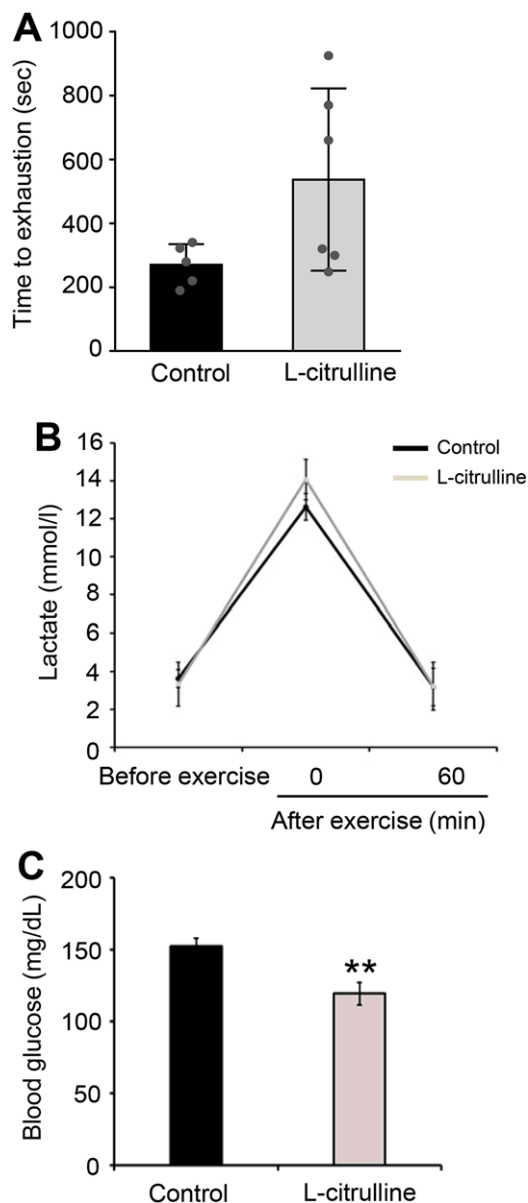 A
Time to exhaustion (sec)
1000
800
600
400
200
0
Control
L-citrulline
B
Lactate (mmol/l)
16
14
12
10
8
6
4
2
0
Control
L-citrulline
Before exercise
0
60
After exercise (min)
C
Blood glucose (mg/dL)
200
150
100
50
0
**
Control
L-citrulline